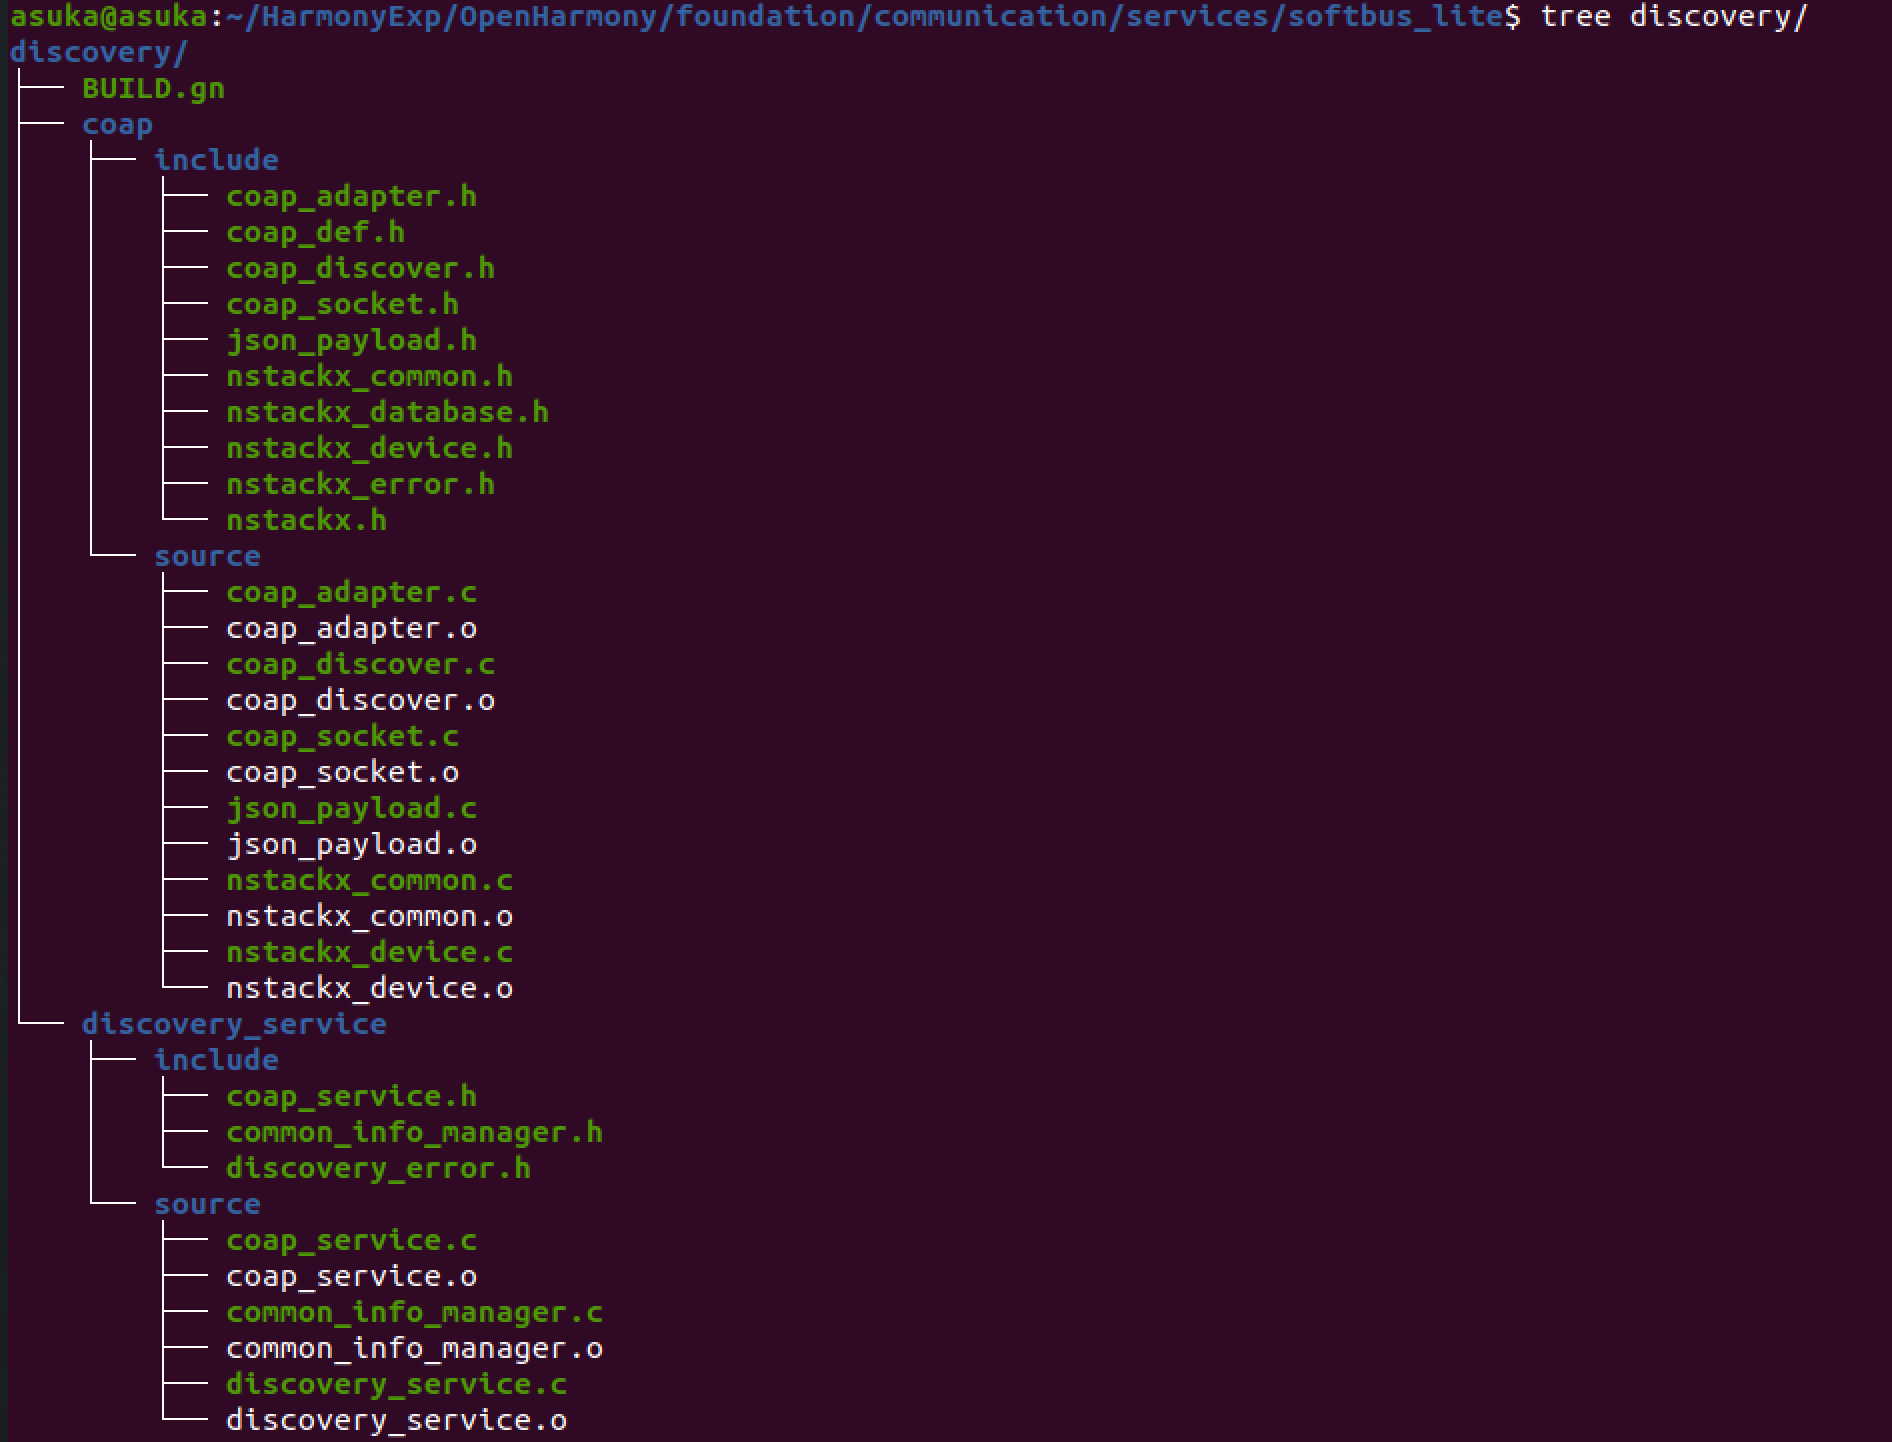 asuka@asuka:~/HarmonyExp/OpenHarmony/foundation/communication/services/softbus_lite$ tree discovery/
discovery/
├── BUILD.gn
├── coap
│   ├── include
│   │   ├── coap_adapter.h
│   │   ├── coap_def.h
│   │   ├── coap_discover.h
│   │   ├── coap_socket.h
│   │   ├── json_payload.h
│   │   ├── nstackx_common.h
│   │   ├── nstackx_database.h
│   │   ├── nstackx_device.h
│   │   ├── nstackx_error.h
│   │   └── nstackx.h
│   └── source
│       ├── coap_adapter.c
│       ├── coap_adapter.o
│       ├── coap_discover.c
│       ├── coap_discover.o
│       ├── coap_socket.c
│       ├── coap_socket.o
│       ├── json_payload.c
│       ├── json_payload.o
│       ├── nstackx_common.c
│       ├── nstackx_common.o
│       ├── nstackx_device.c
│       └── nstackx_device.o
└── discovery_service
    ├── include
    │   ├── coap_service.h
    │   ├── common_info_manager.h
    │   └── discovery_error.h
    └── source
        ├── coap_service.c
        ├── coap_service.o
        ├── common_info_manager.c
        ├── common_info_manager.o
        ├── discovery_service.c
        └── discovery_service.o